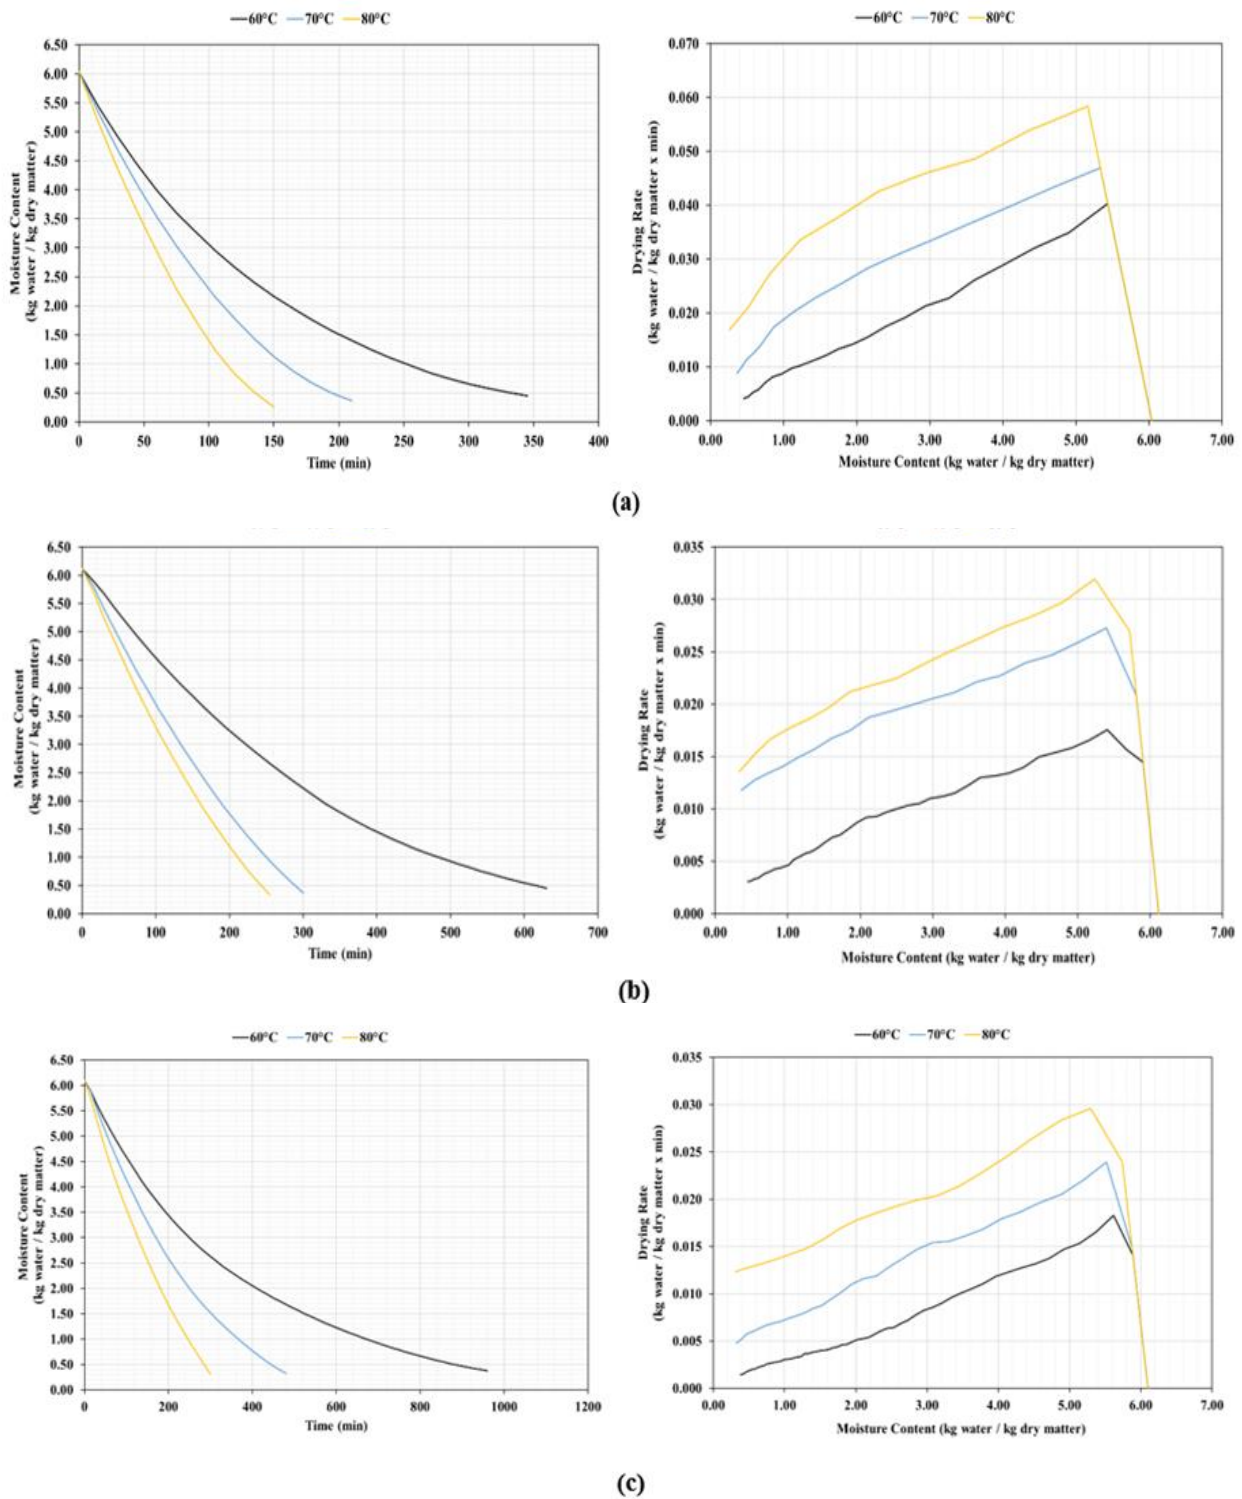 60°C 70°C 80°C
6.50
6.00
5.50
5.00
4.50
4.00
3.50
3.00
2.50
2.00
1.50
1.00
0.50
0.00
Moisture Content
(kg water / kg dry matter)
0 50 100 150 200 250 300 350 400
Time (min)
60°C 70°C 80°C
0.070
0.060
0.050
0.040
0.030
0.020
0.010
0.000
Drying Rate
(kg water / kg dry matter x min)
0.00 1.00 2.00 3.00 4.00 5.00 6.00 7.00
Moisture Content (kg water / kg dry matter)
(a)
6.50
6.00
5.50
5.00
4.50
4.00
3.50
3.00
2.50
2.00
1.50
1.00
0.50
0.00
Moisture Content
(kg water / kg dry matter)
0 100 200 300 400 500 600 700
Time (min)
0.035
0.030
0.025
0.020
0.015
0.010
0.005
0.000
Drying Rate
(kg water / kg dry matter x min)
0.00 1.00 2.00 3.00 4.00 5.00 6.00 7.00
Moisture Content (kg water / kg dry matter)
(b)
60°C 70°C 80°C
6.50
6.00
5.50
5.00
4.50
4.00
3.50
3.00
2.50
2.00
1.50
1.00
0.50
0.00
Moisture Content
(kg water / kg dry matter)
0 200 400 600 800 1000 1200
Time (min)
60°C 70°C 80°C
0.035
0.030
0.025
0.020
0.015
0.010
0.005
0.000
Drying Rate
(kg water / kg dry matter x min)
0.00 1.00 2.00 3.00 4.00 5.00 6.00 7.00
Moisture Content (kg water / kg dry matter)
(c)